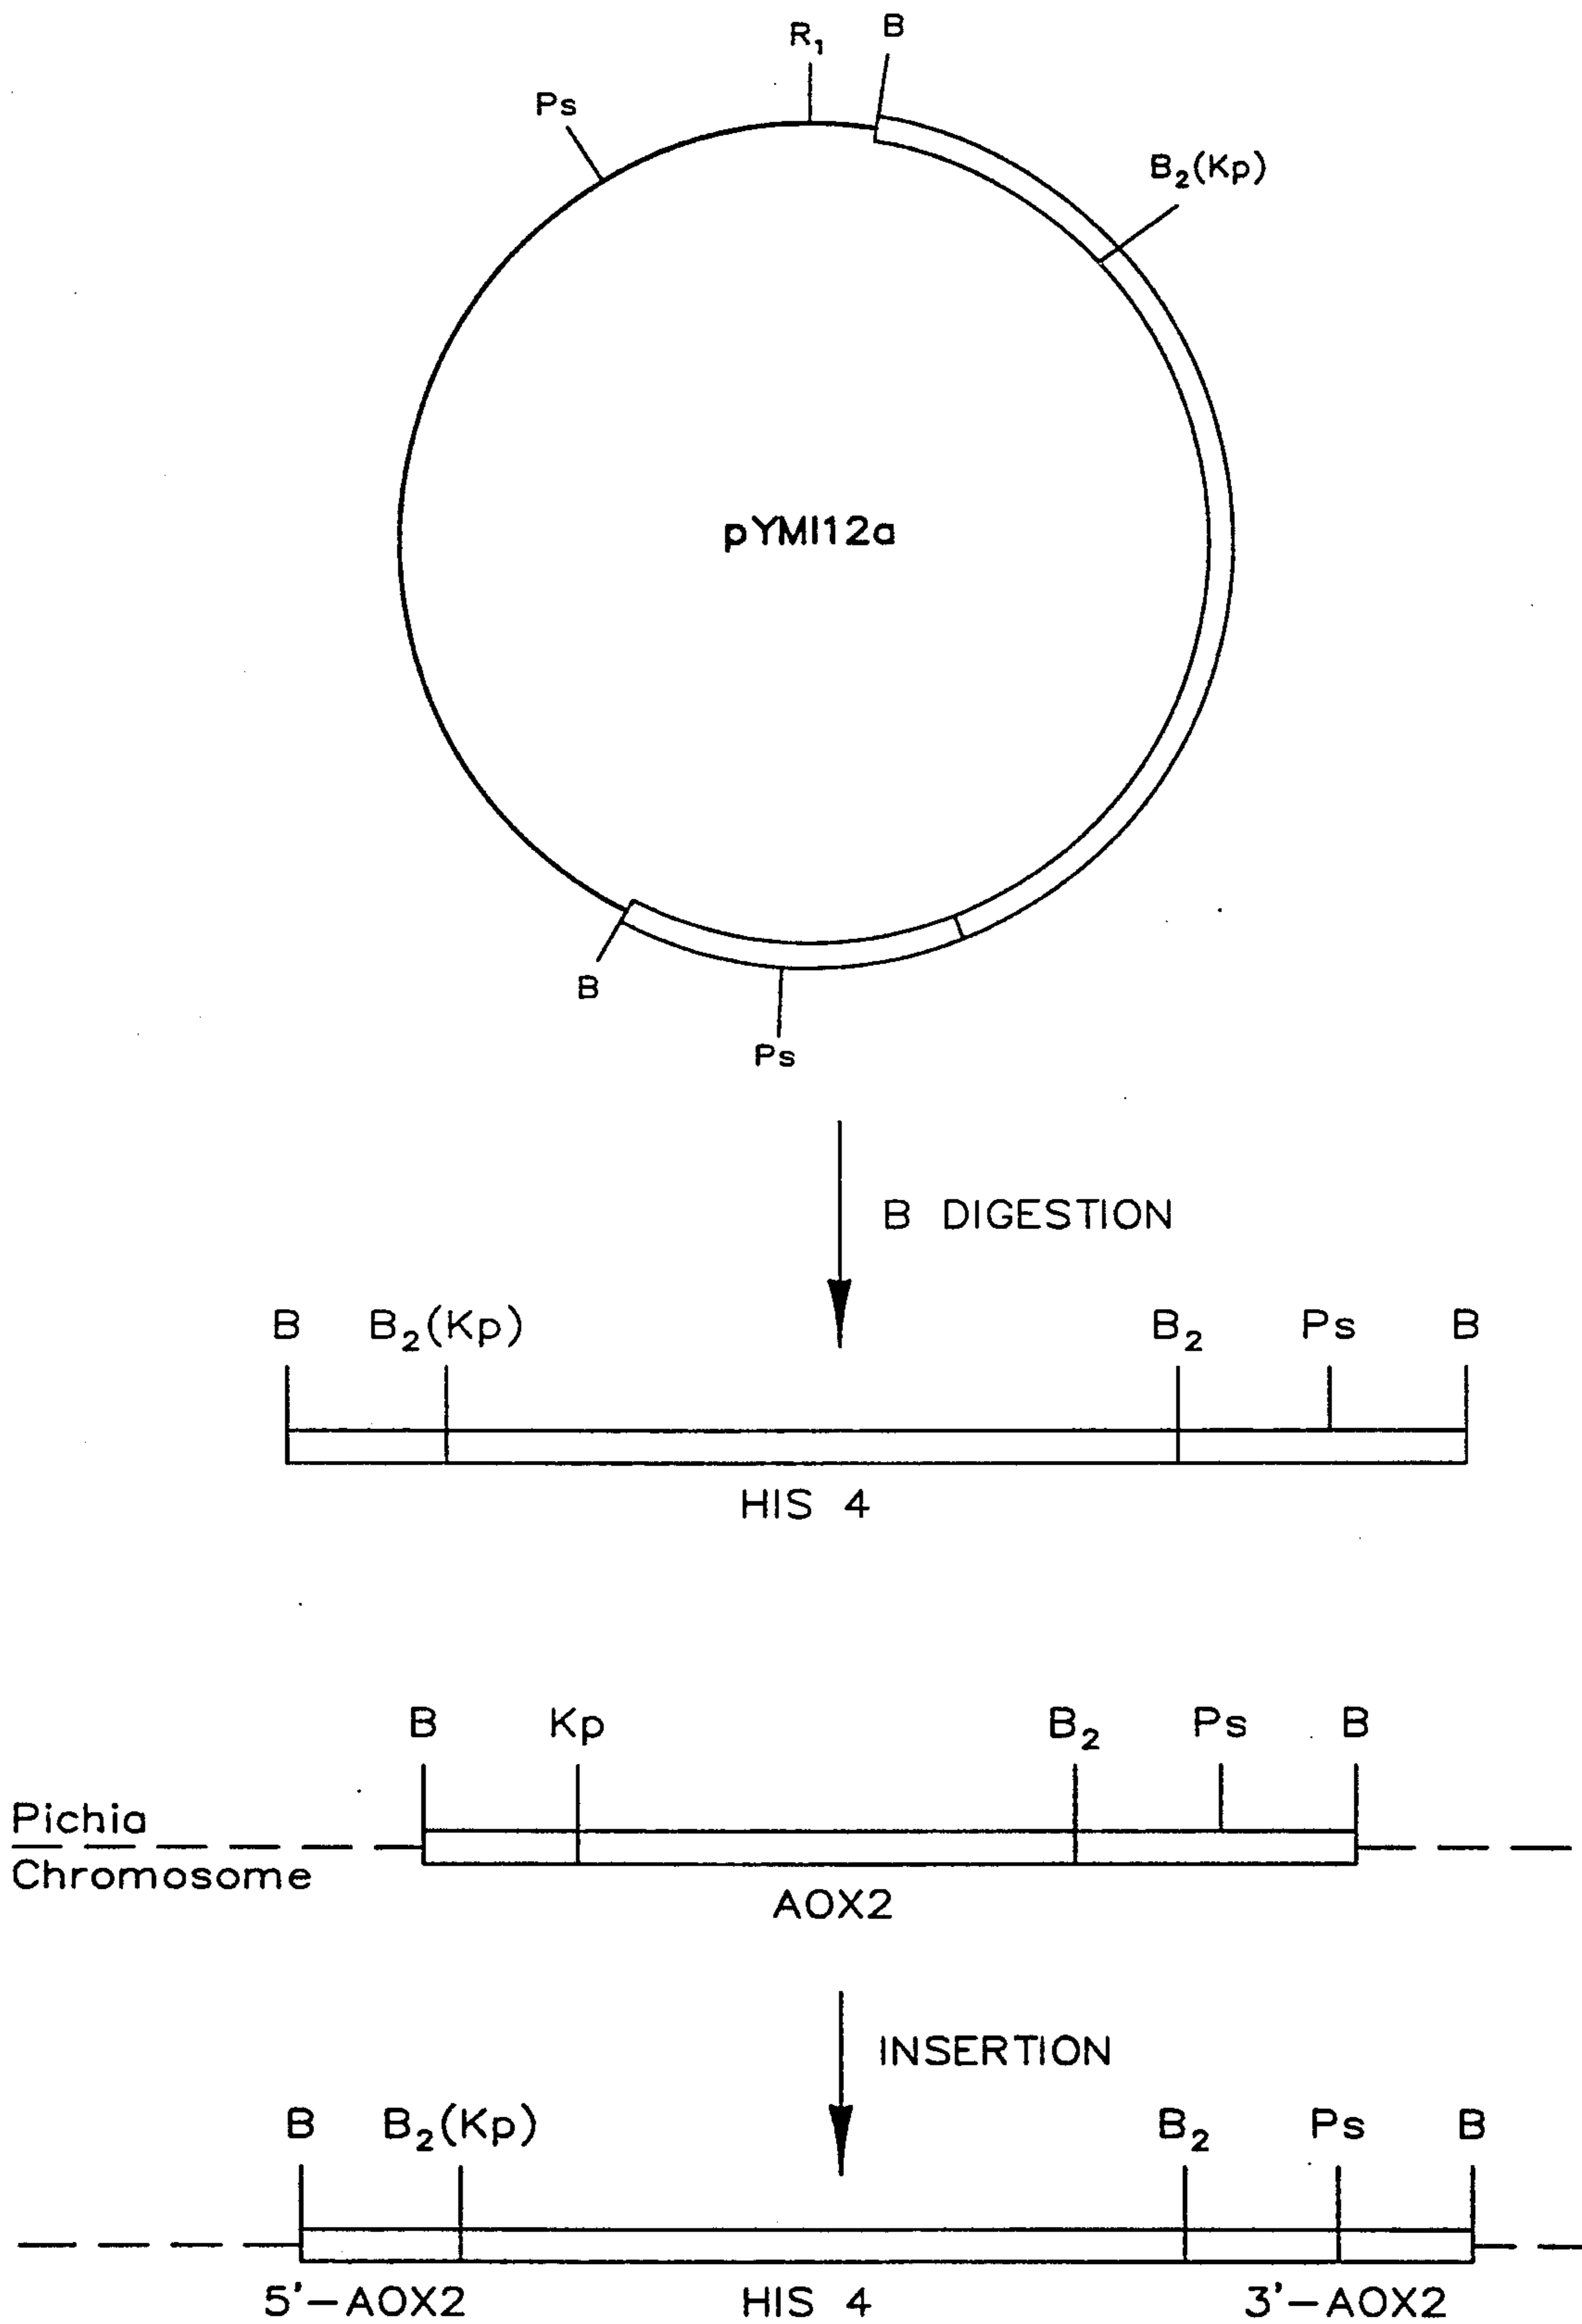 R₁ B
Ps
B₂(Kp)
pYMI12a
B
Ps
B DIGESTION
B B₂(Kp) B₂ Ps B
HIS 4
B Kp B₂ Ps B
Pichia
Chromosome
AOX2
INSERTION
B B₂(Kp) B₂ Ps B
5'-AOX2 HIS 4 3'-AOX2